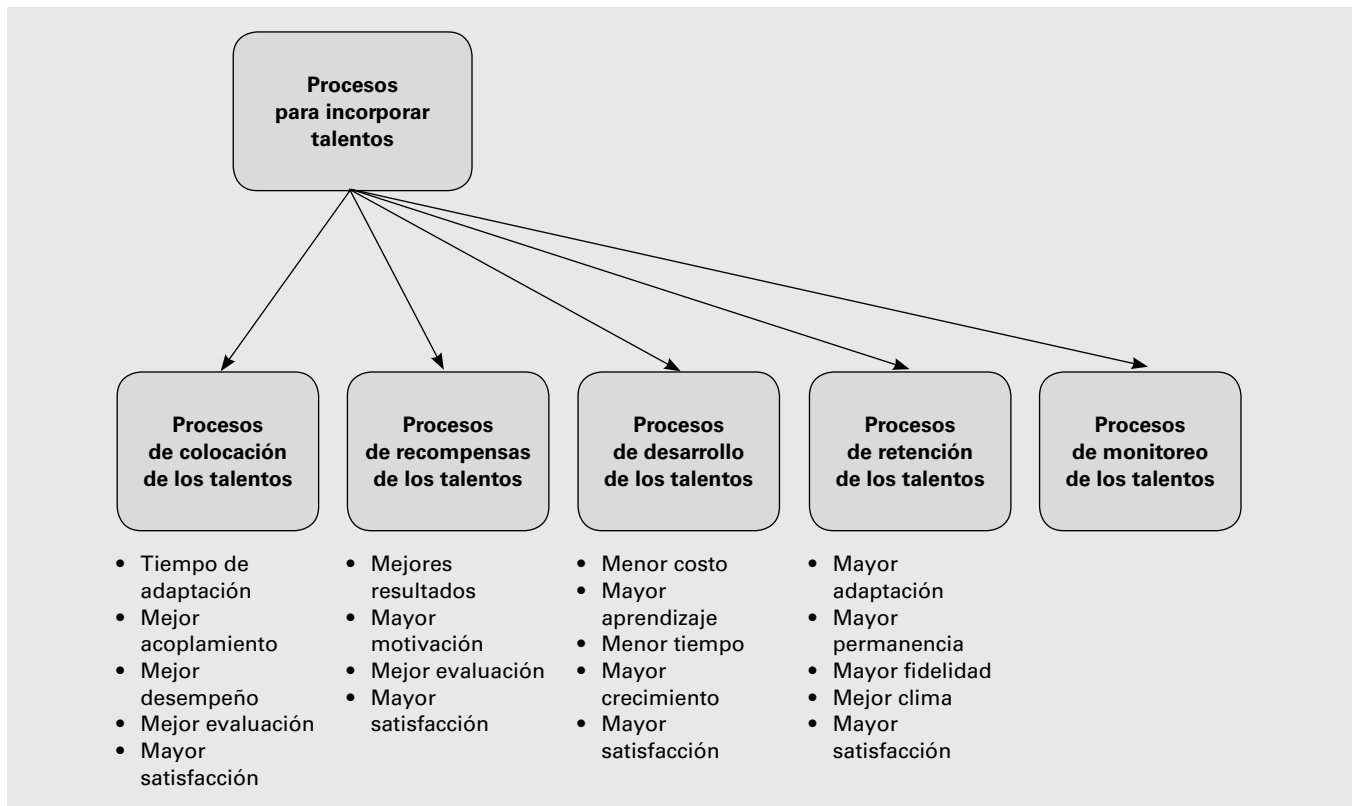 Procesos
para incorporar
talentos
Procesos
de colocación
de los talentos
Procesos
de recompensas
de los talentos
Procesos
de desarrollo
de los talentos
Procesos
de retención
de los talentos
Procesos
de monitoreo
de los talentos
• Tiempo de
adaptación
• Mejor
acoplamiento
• Mejor
desempeño
• Mejor evaluación
• Mayor
satisfacción
• Mejores
resultados
• Mayor
motivación
• Mejor evaluación
• Mayor
satisfacción
• Menor costo
• Mayor
aprendizaje
• Menor tiempo
• Mayor
crecimiento
• Mayor
satisfacción
• Mayor
adaptación
• Mayor
permanencia
• Mayor fidelidad
• Mejor clima
• Mayor
satisfacción